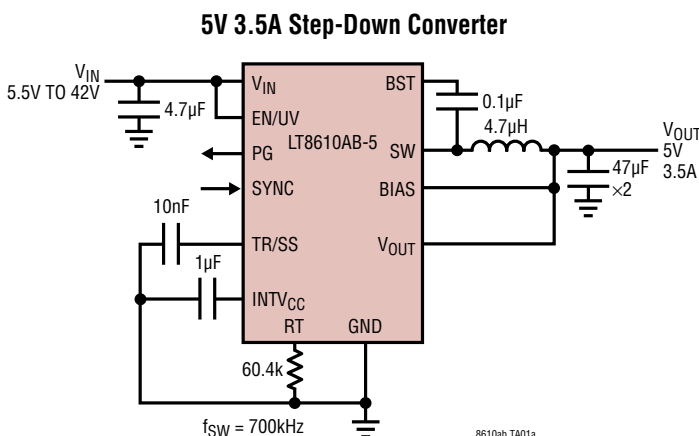 5V 3.5A Step-Down Converter
VIN
5.5V TO 42V
4.7µF
VIN
EN/UV
PG
SYNC
TR/SS
INTVCC
RT
GND
LT8610AB-5
BST
SW
BIAS
VOUT
0.1µF
4.7µH
VOUT
5V
3.5A
47µF
×2
10nF
1µF
60.4k
fSW = 700kHz
8610ab TA01a